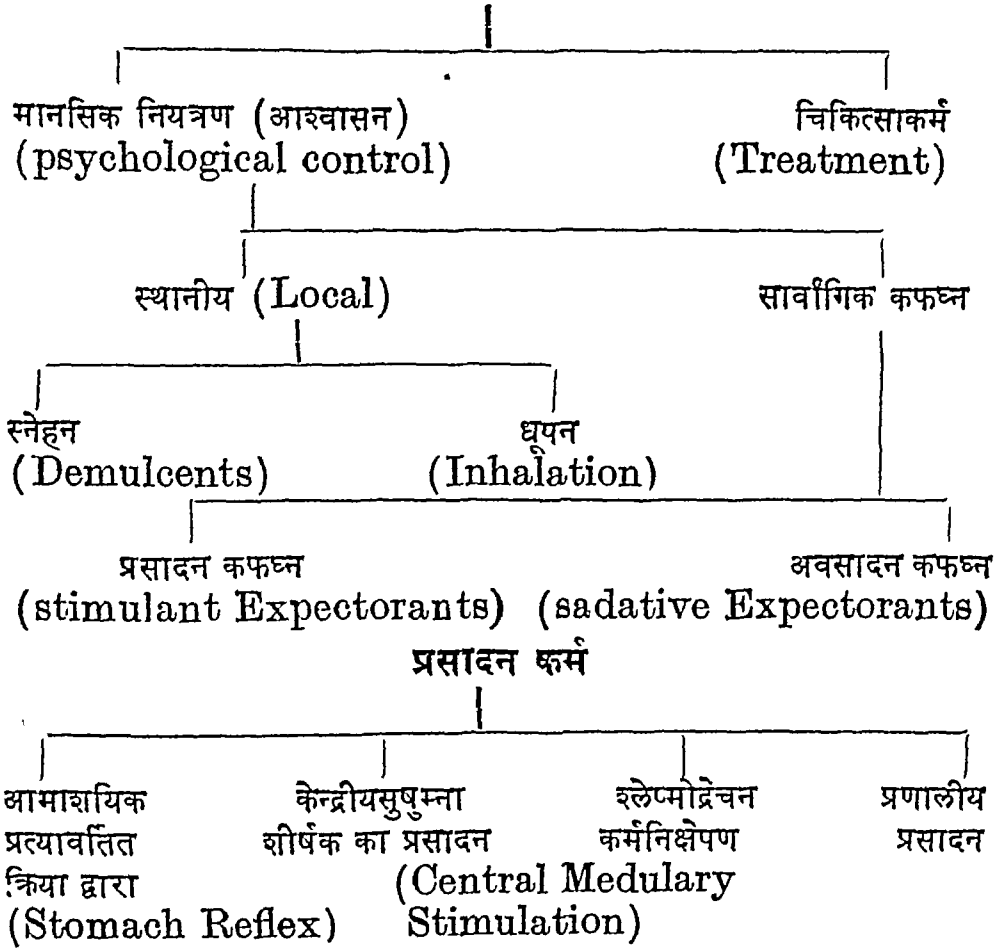 मानसिक नियत्रण (आश्वासन) चिकित्साकर्म
(psychological control) (Treatment)
स्थानीय (Local) सार्वांगिक कफघ्न
स्नेहन धूपन
(Demulcents) (Inhalation)
प्रसादन कफघ्न अवसादन कफघ्न
(stimulant Expectorants) (sadative Expectorants)
प्रसादन कर्म
आमाशयिक केन्द्रीयसुषुम्ना श्लेष्मोद्रेचन प्रणालीय
प्रत्यावर्तित शीर्षक का प्रसादन कर्मनिक्षेपण प्रसादन
क्रिया द्वारा (Central Medulary
(Stomach Reflex) Stimulation)